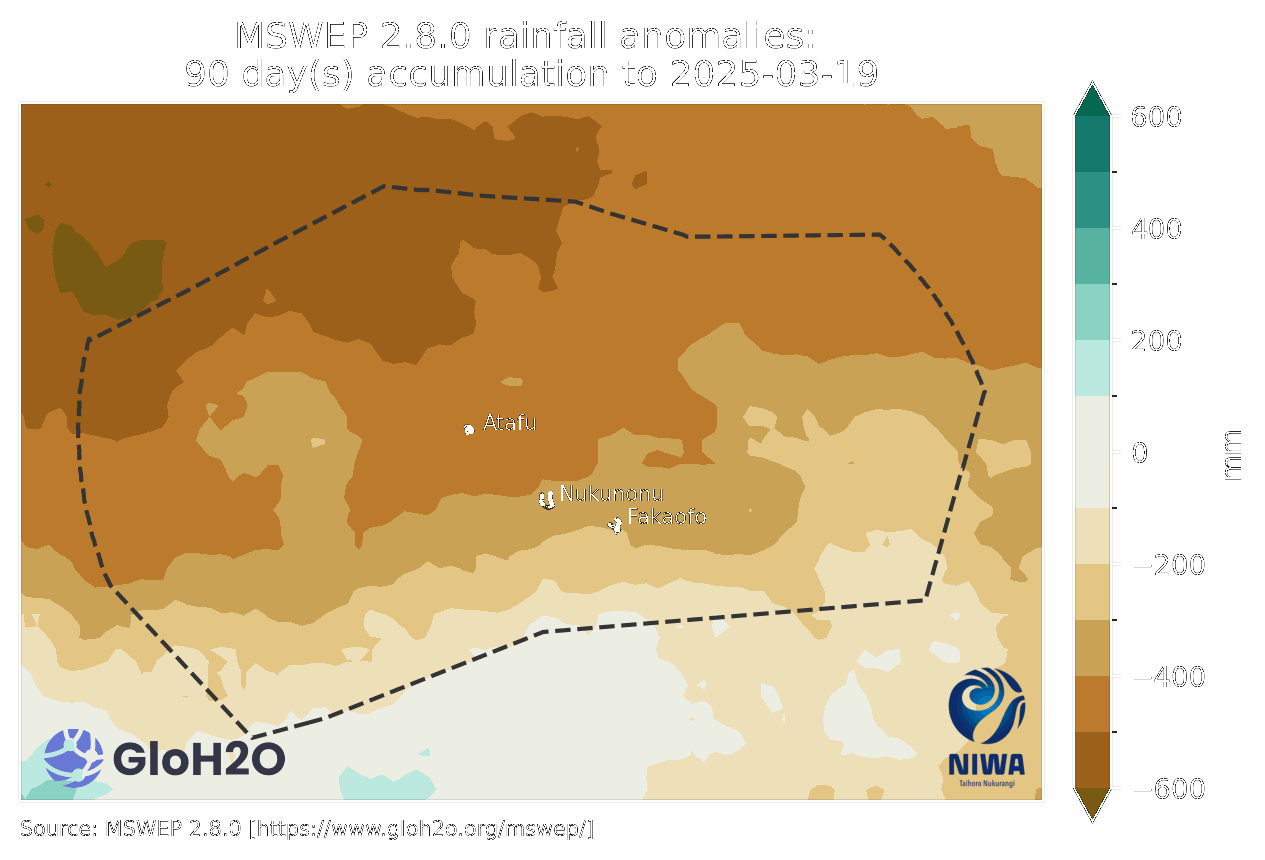 MSWEP 2.8.0 rainfall anomalies:
90 day(s) accumulation to 2025-03-19
600
400
200
0
−200
−400
−600
mm
Atafu
Nukunonu
Fakaofo
GloH2O
NIWA
Taihoro Nukurangi
Source: MSWEP 2.8.0 [https://www.gloh2o.org/mswep/]